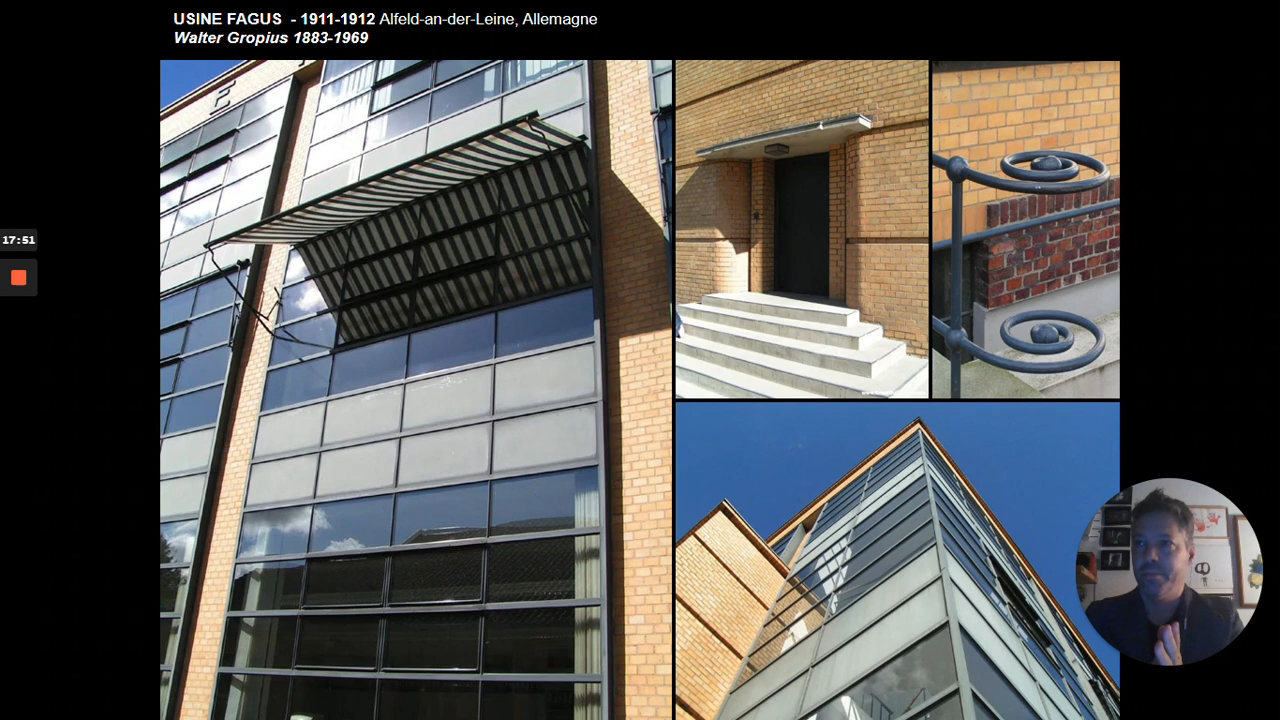 USINE FAGUS - 1911-1912 Alfeld-an-der-Leine, Allemagne
Walter Gropius 1883-1969
17:51